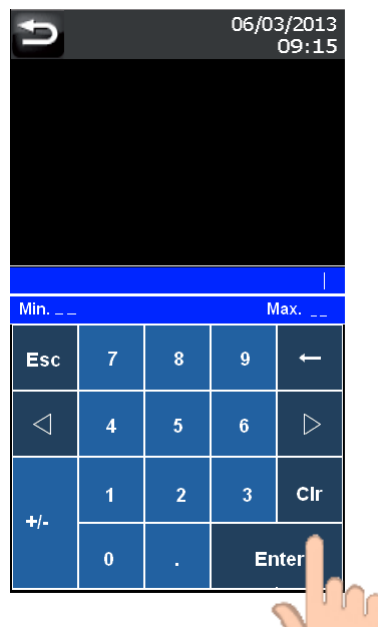 06/03/2013
09:15
Min. _ _
Max. _ _
Esc 7 8 9 ←
◁ 4 5 6 ▷
+/- 1 2 3 Clr
0 . Enter